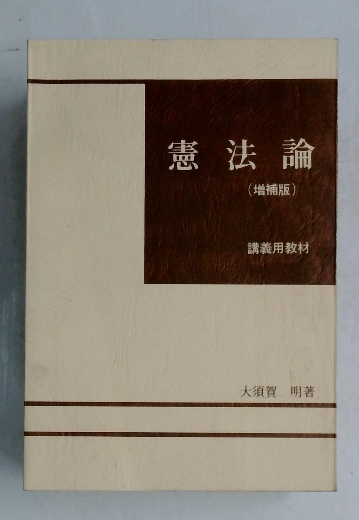 憲法論
(増補版)
講義用教材
大須賀 明著